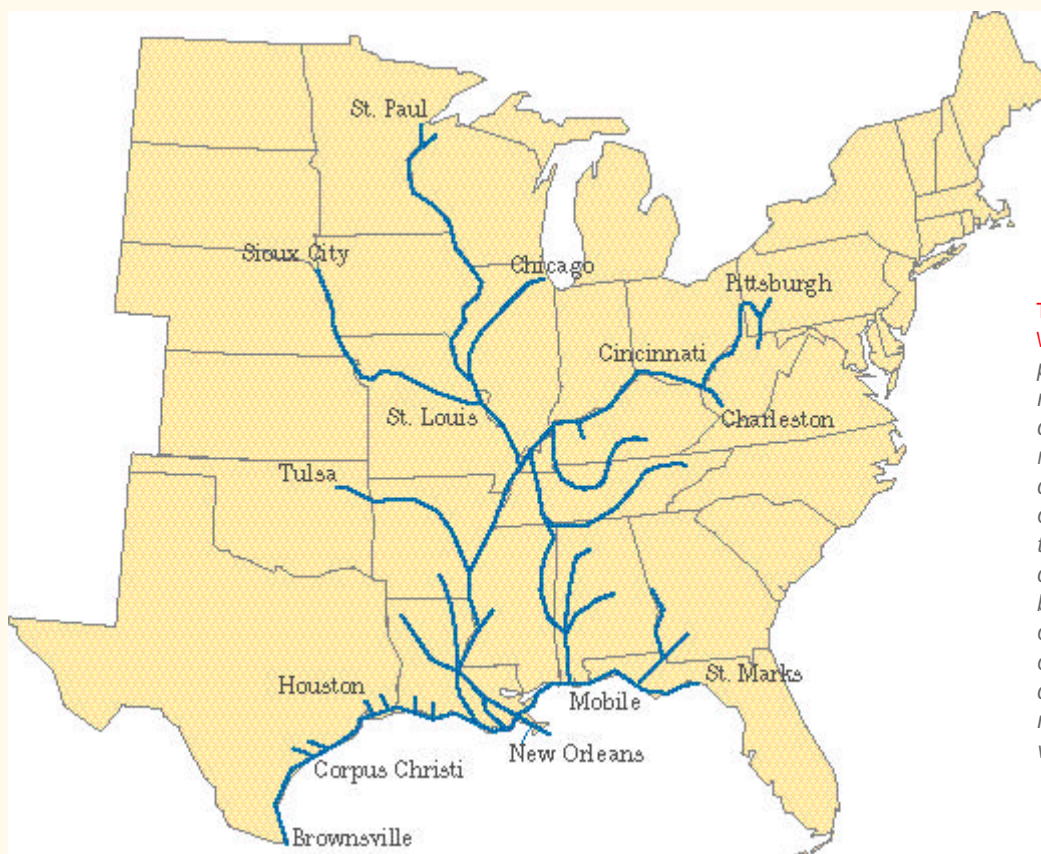 St. Paul
Sioux City
Chicago
Pittsburgh
Cincinnati
St. Louis
Charleston
Tulsa
Houston
St. Marks
Mobile
New Orleans
Corpus Christi
Brownsville